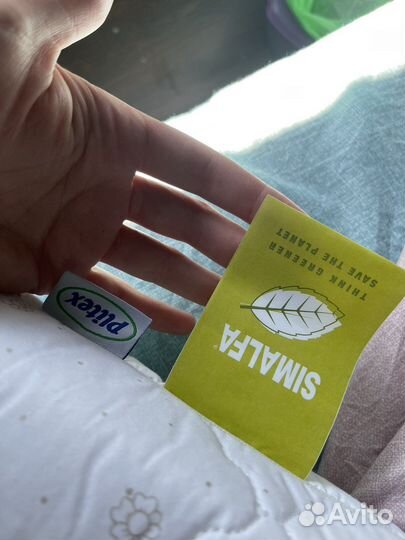 THINK GREENER
SAVE THE PLANET
SIMALFA
Plitex
Avito